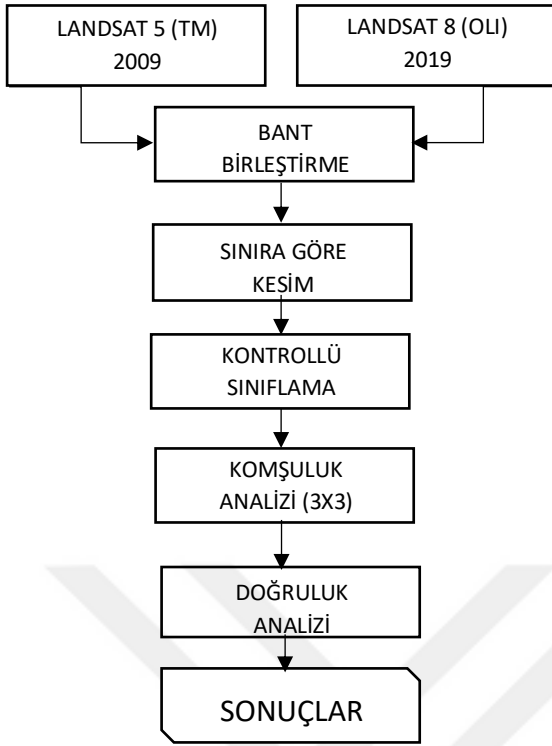 LANDSAT 5 (TM)
2009
LANDSAT 8 (OLI)
2019
BANT
BİRLEŞTİRME
SINIRA GÖRE
KESİM
KONTROLLÜ
SINIFLAMA
KOMŞULUK
ANALİZİ (3X3)
DOĞRULUK
ANALİZİ
SONUÇLAR